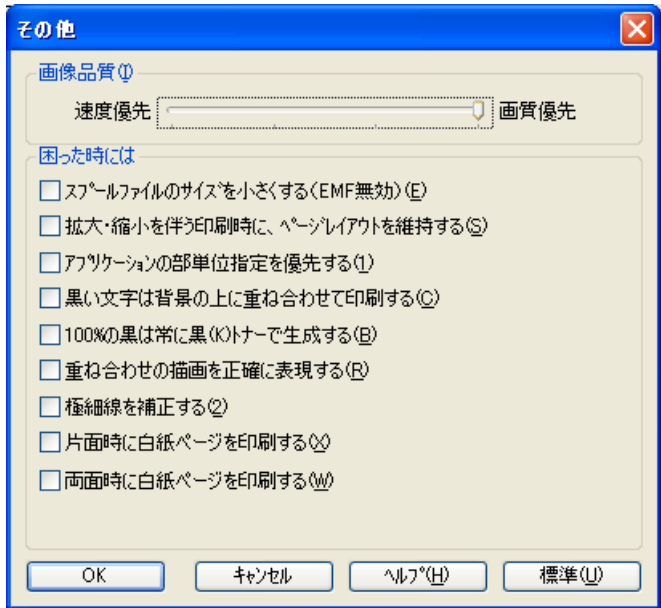 その他
画像品質(I)
速度優先 画質優先
困った時には
スプールファイルのサイズを小さくする(EMF無効)(E)
拡大・縮小を伴う印刷時に、ページレイアウトを維持する(S)
アプリケーションの部単位指定を優先する(1)
黒い文字は背景の上に重ね合わせて印刷する(C)
100%の黒は常に黒(K)トナーで生成する(B)
重ね合わせの描画を正確に表現する(R)
極細線を補正する(2)
片面時に白紙ページを印刷する(X)
両面時に白紙ページを印刷する(W)
OK キャンセル ヘルプ(H) 標準(U)